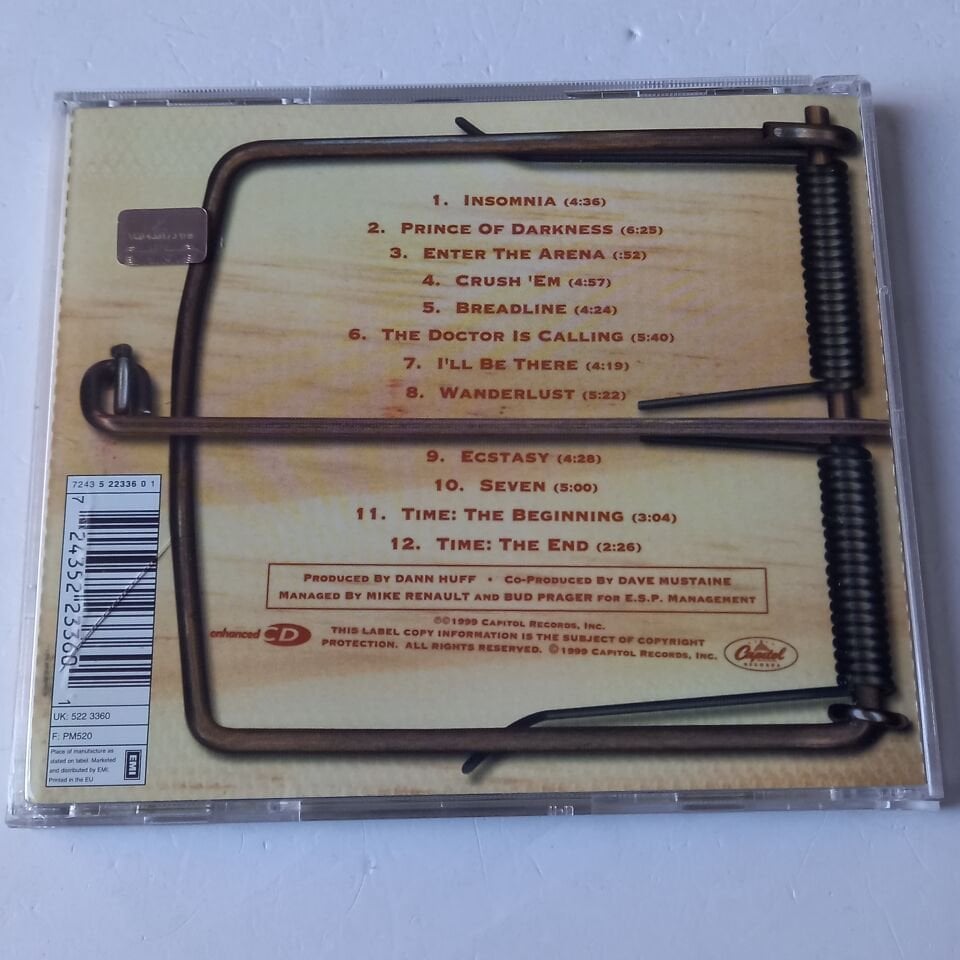 1. INSOMNIA (4:36)
2. PRINCE OF DARKNESS (6:25)
3. ENTER THE ARENA (:52)
4. CRUSH 'EM (4:57)
5. BREADLINE (4:24)
6. THE DOCTOR IS CALLING (5:40)
7. I'LL BE THERE (4:19)
8. WANDERLUST (5:22)
9. ECSTASY (4:28)
10. SEVEN (5:00)
11. TIME: THE BEGINNING (3:04)
12. TIME: THE END (2:26)
PRODUCED BY DANN HUFF • CO-PRODUCED BY DAVE MUSTAINE
MANAGED BY MIKE RENAULT AND BUD PRAGER FOR E.S.P. MANAGEMENT
℗©1999 CAPITOL RECORDS, INC.
THIS LABEL COPY INFORMATION IS THE SUBJECT OF COPYRIGHT
PROTECTION. ALL RIGHTS RESERVED. ©1999 CAPITOL RECORDS, INC.
enhanced CD
Capitol
RECORDS
7243 5 22336 0 1
7 24352 23360 1
UK: 522 3360
F: PM520
Place of manufacture as
stated on label. Marketed
and distributed by EMI.
Printed in the EU
EMI